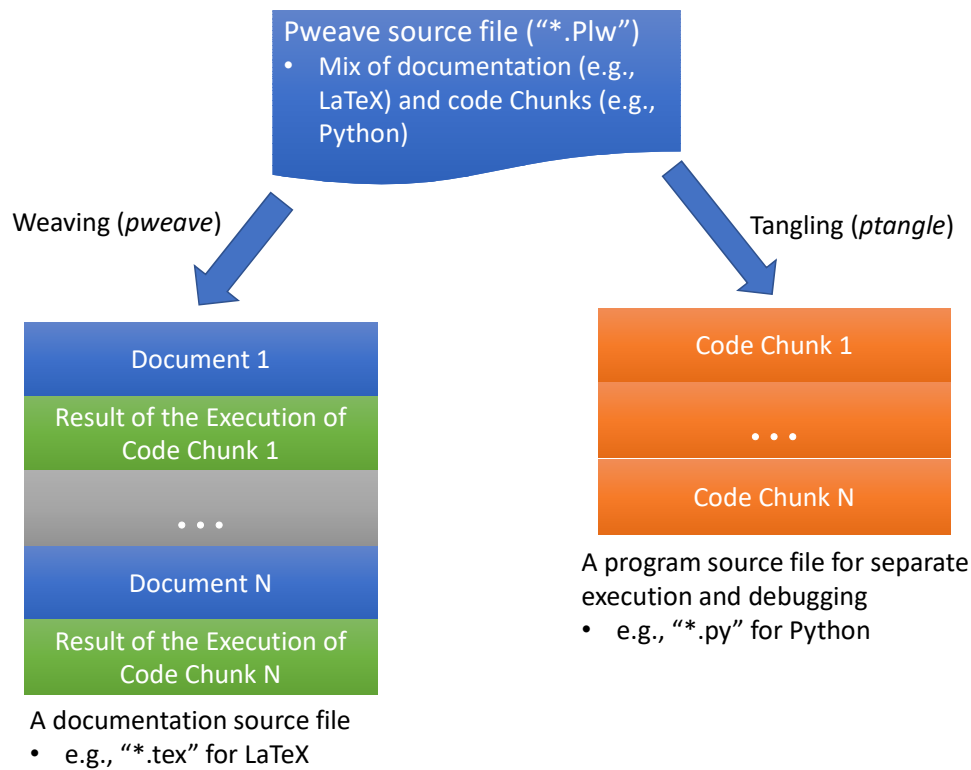 Pweave source file (“*.Plw”)
• Mix of documentation (e.g.,
LaTeX) and code Chunks (e.g.,
Python)
Weaving (pweave)
Tangling (ptangle)
Document 1
Result of the Execution of
Code Chunk 1
...
Document N
Result of the Execution of
Code Chunk N
A documentation source file
• e.g., “*.tex” for LaTeX
Code Chunk 1
...
Code Chunk N
A program source file for separate
execution and debugging
• e.g., “*.py” for Python